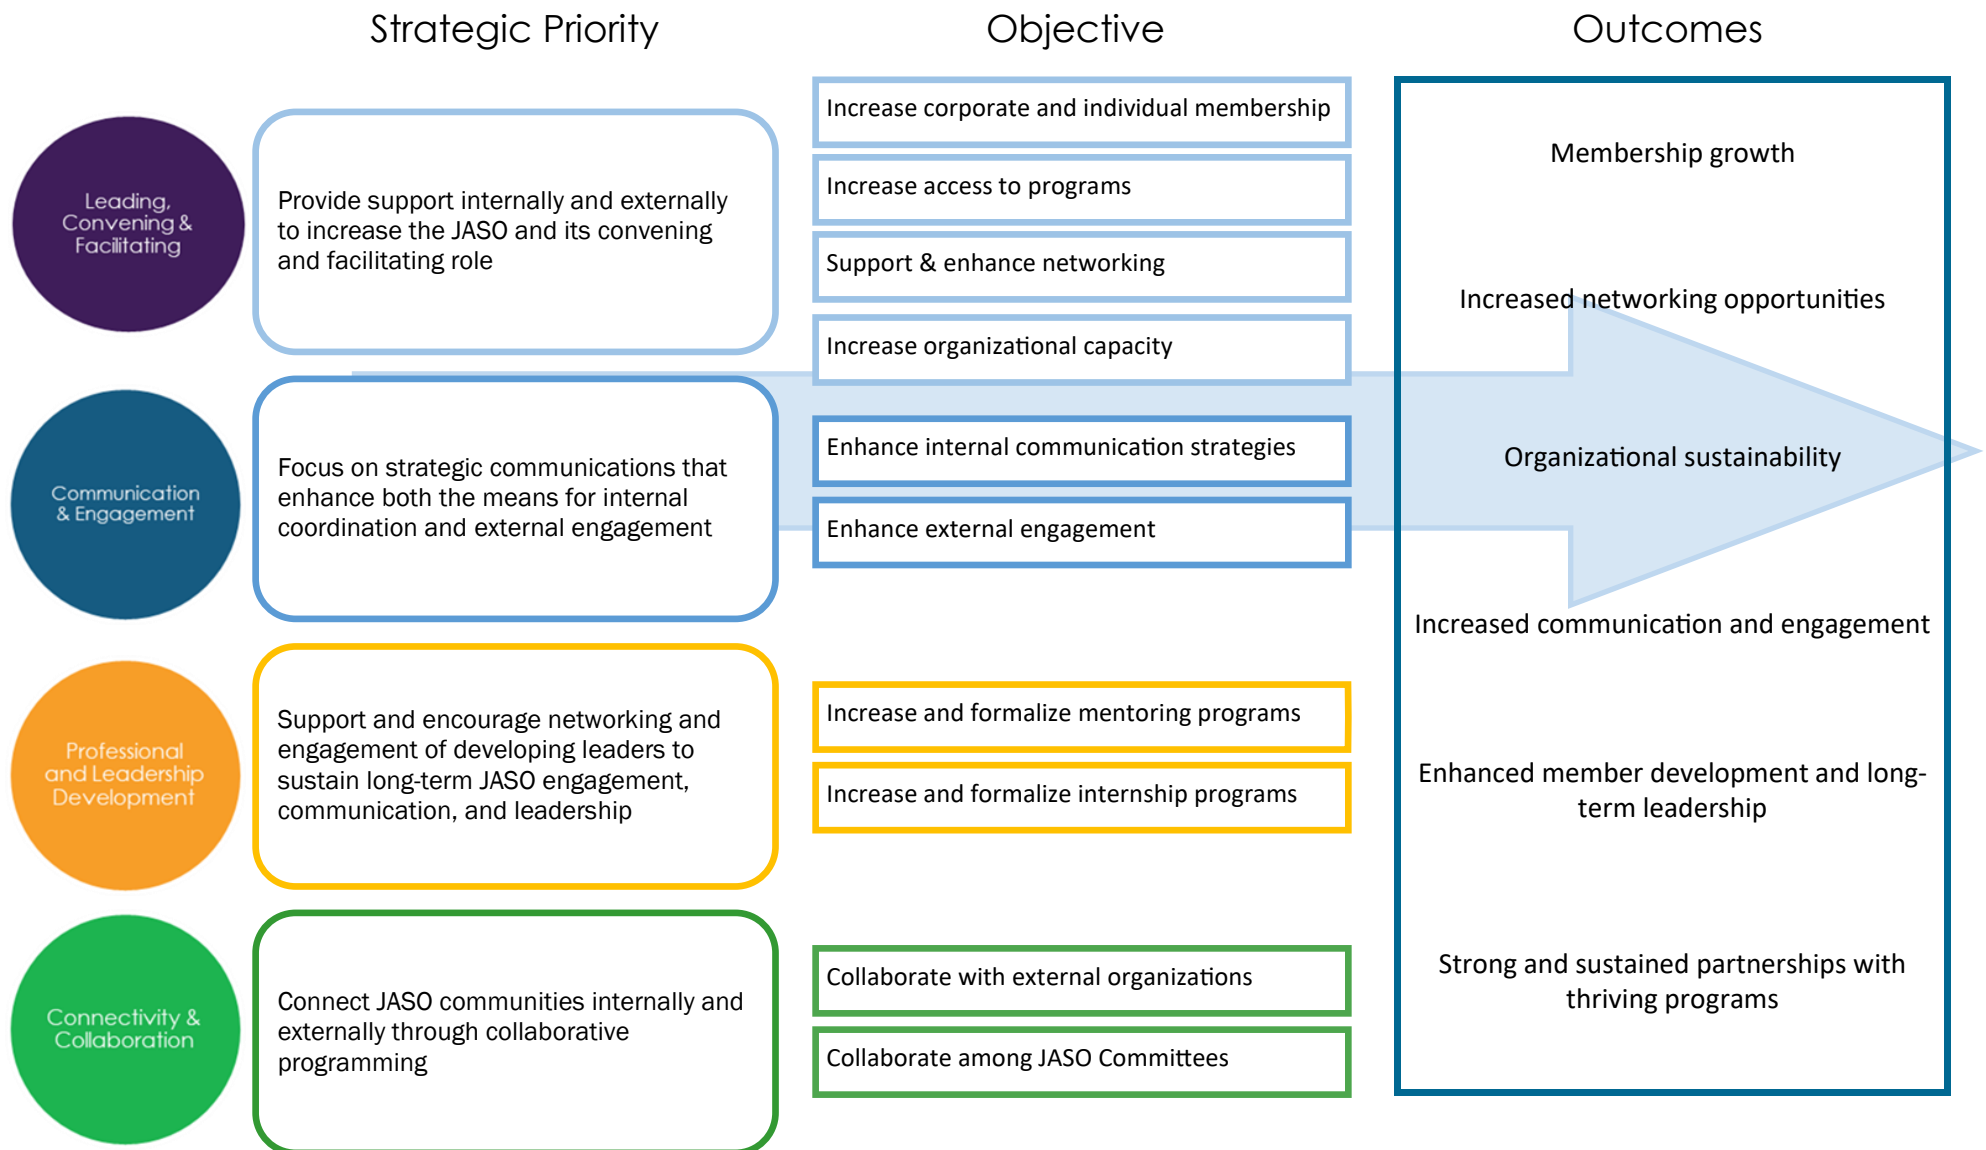 Strategic Priority
Objective
Outcomes
Leading,
Convening &
Facilitating
Provide support internally and externally
to increase the JASO and its convening
and facilitating role
Increase corporate and individual membership
Increase access to programs
Support & enhance networking
Increase organizational capacity
Communication
& Engagement
Focus on strategic communications that
enhance both the means for internal
coordination and external engagement
Enhance internal communication strategies
Enhance external engagement
Professional
and Leadership
Development
Support and encourage networking and
engagement of developing leaders to
sustain long-term JASO engagement,
communication, and leadership
Increase and formalize mentoring programs
Increase and formalize internship programs
Connectivity &
Collaboration
Connect JASO communities internally and
externally through collaborative
programming
Collaborate with external organizations
Collaborate among JASO Committees
Membership growth
Increased networking opportunities
Organizational sustainability
Increased communication and engagement
Enhanced member development and long-
term leadership
Strong and sustained partnerships with
thriving programs